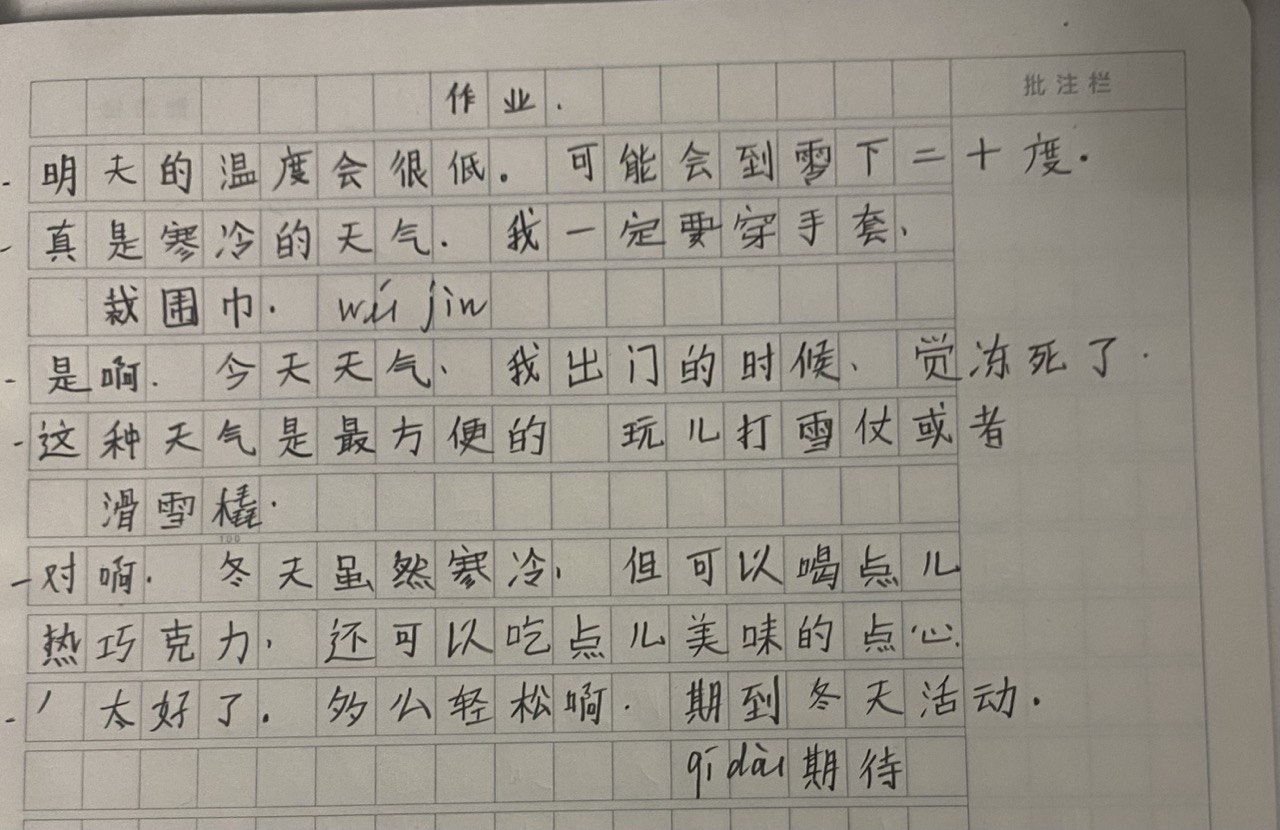 作业.
批注栏
- 明天的温度会很低. 可能会到零下二十度.
- 真是寒冷的天气. 我一定要穿手套、
裁围巾. wéi jīn
- 是啊. 今天天气、我出门的时候、觉冻死了.
- 这种天气是最方便的 玩儿打雪仗或者
滑雪橇.
100
- 对啊. 冬天虽然寒冷, 但可以喝点儿
热巧克力, 还可以吃点儿美味的点心.
- 太好了. 多么轻松啊. 期到冬天活动.
qī dài 期待